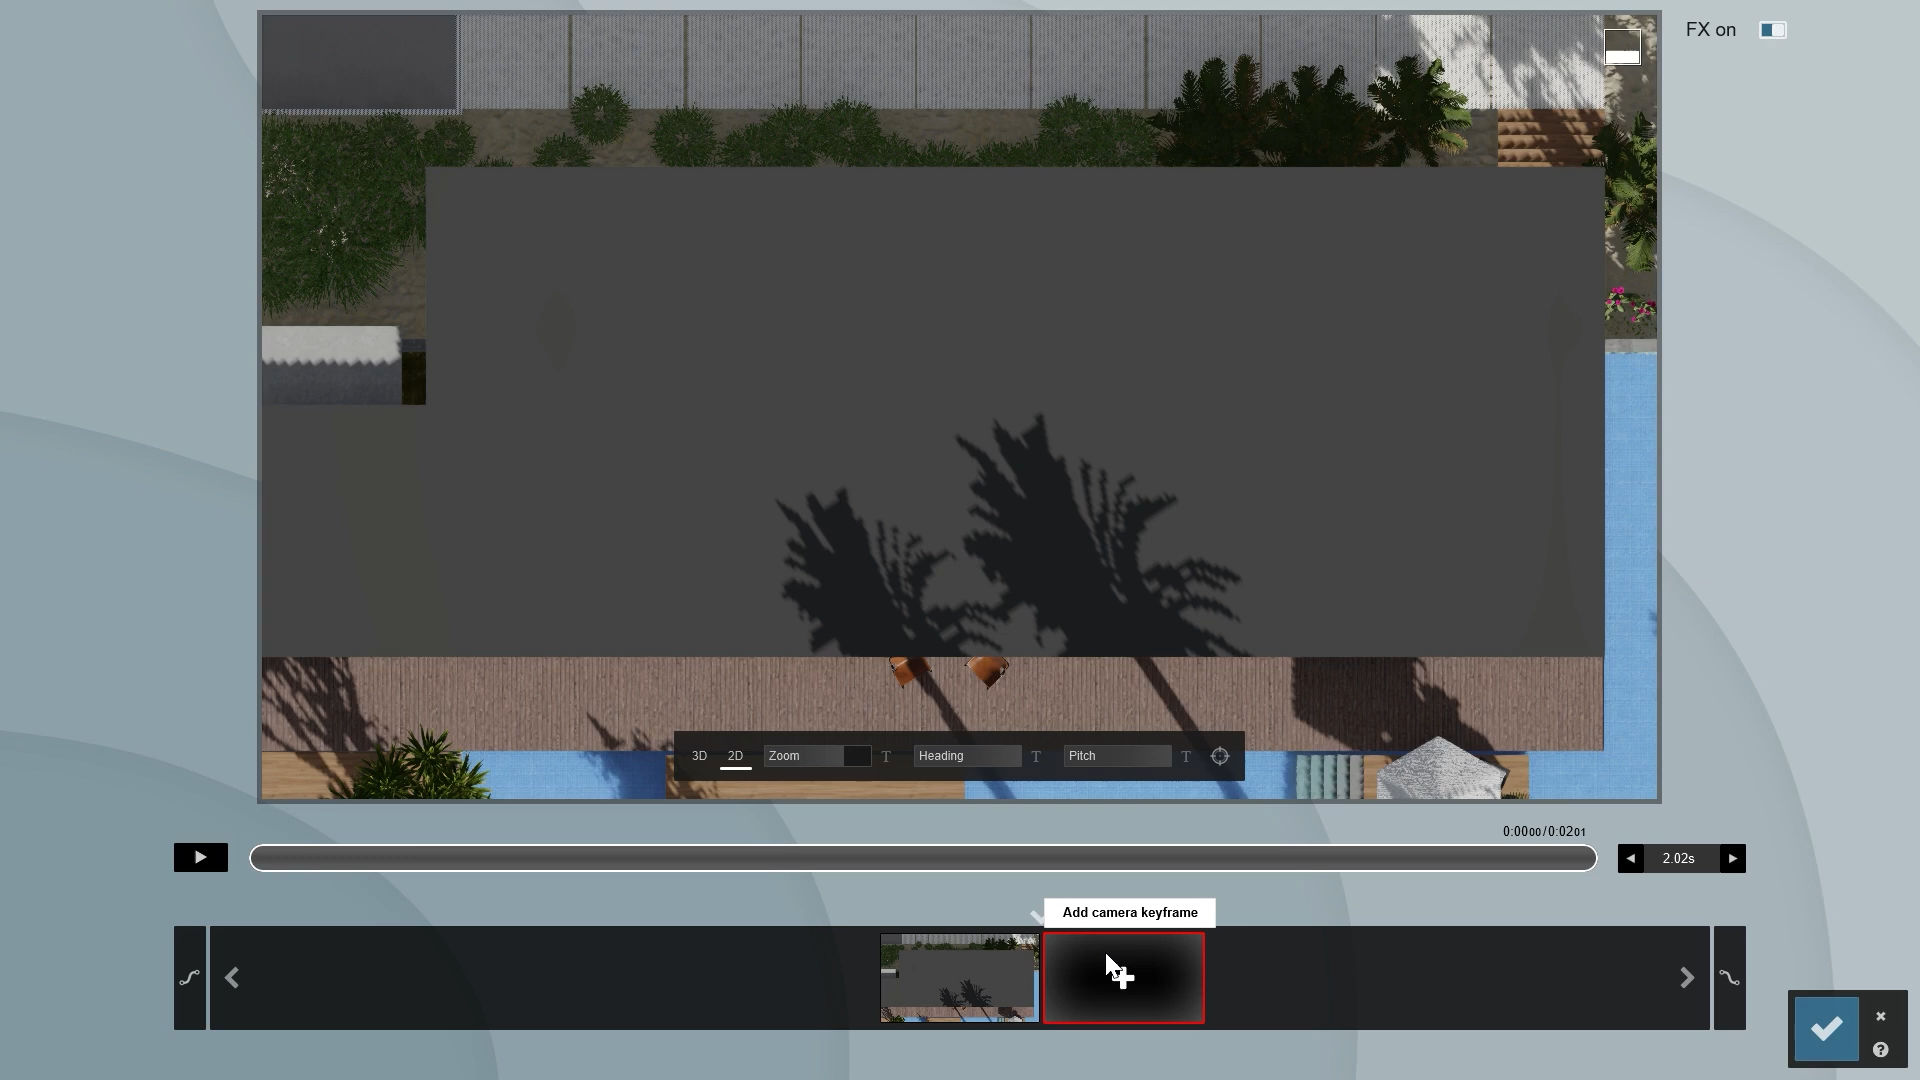 FX on
3D 2D Zoom T Heading T Pitch T
0:0000/0:0201
2.02s
Add camera keyframe